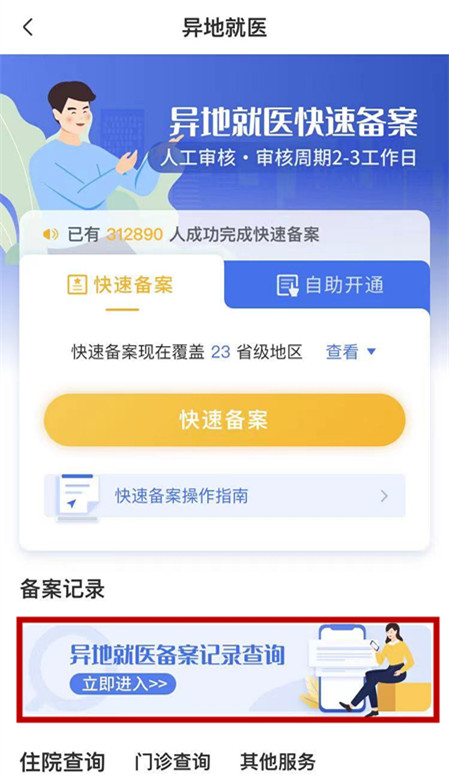 异地就医
异地就医快速备案
人工审核·审核周期2-3工作日
已有 312890 人成功完成快速备案
快速备案
自助开通
快速备案现在覆盖 23 省级地区 查看
快速备案
快速备案操作指南
备案记录
异地就医备案记录查询
立即进入>>
住院查询 门诊查询 其他服务